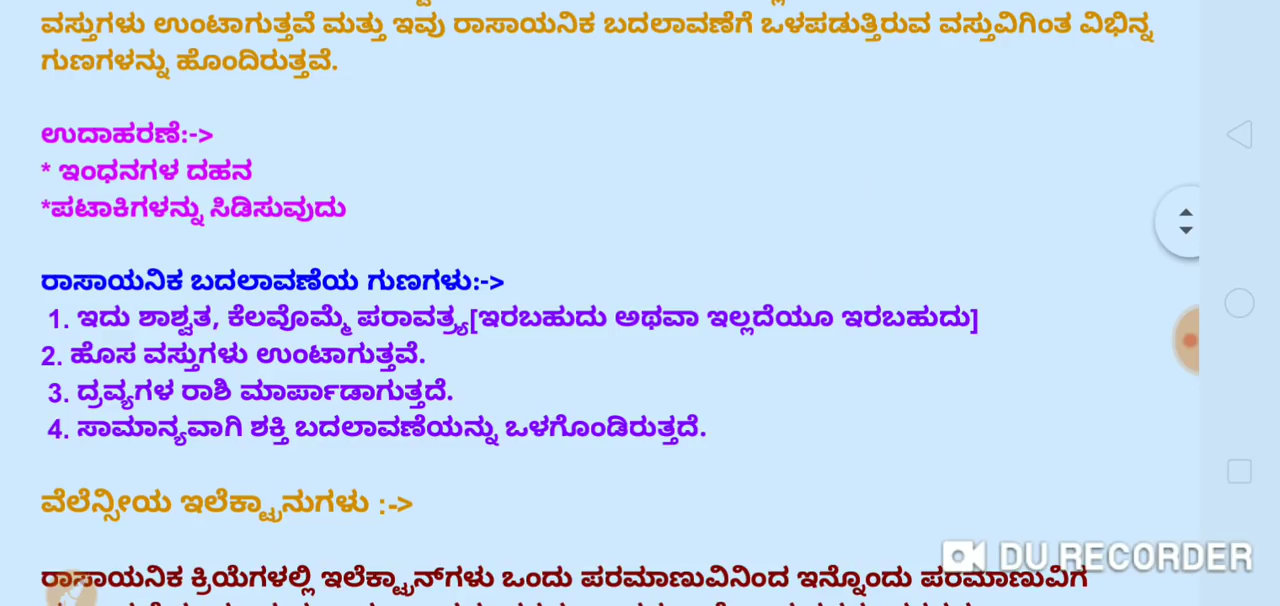 ವಸ್ತುಗಳು ಉಂಟಾಗುತ್ತವೆ ಮತ್ತು ಇವು ರಾಸಾಯನಿಕ ಬದಲಾವಣೆಗೆ ಒಳಪಡುತ್ತಿರುವ ವಸ್ತುವಿಗಿಂತ ವಿಭಿನ್ನ
ಗುಣಗಳನ್ನು ಹೊಂದಿರುತ್ತವೆ.
ಉದಾಹರಣೆ:->
* ಇಂಧನಗಳ ದಹನ
*ಪಟಾಕಿಗಳನ್ನು ಸಿಡಿಸುವುದು
ರಾಸಾಯನಿಕ ಬದಲಾವಣೆಯ ಗುಣಗಳು:->
1. ಇದು ಶಾಶ್ವತ, ಕೆಲವೊಮ್ಮೆ ಪರಾವರ್ತ್ಯ[ಇರಬಹುದು ಅಥವಾ ಇಲ್ಲದೆಯೂ ಇರಬಹುದು]
2. ಹೊಸ ವಸ್ತುಗಳು ಉಂಟಾಗುತ್ತವೆ.
3. ದ್ರವ್ಯಗಳ ರಾಶಿ ಮಾರ್ಪಾಡಾಗುತ್ತದೆ.
4. ಸಾಮಾನ್ಯವಾಗಿ ಶಕ್ತಿ ಬದಲಾವಣೆಯನ್ನು ಒಳಗೊಂಡಿರುತ್ತದೆ.
ವೆಲೆನ್ಸೀಯ ಇಲೆಕ್ಟ್ರಾನುಗಳು :->
DU RECORDER
ರಾಸಾಯನಿಕ ಕ್ರಿಯೆಗಳಲ್ಲಿ ಇಲೆಕ್ಟ್ರಾನ್‌ಗಳು ಒಂದು ಪರಮಾಣುವಿನಿಂದ ಇನ್ನೊಂದು ಪರಮಾಣುವಿಗೆ